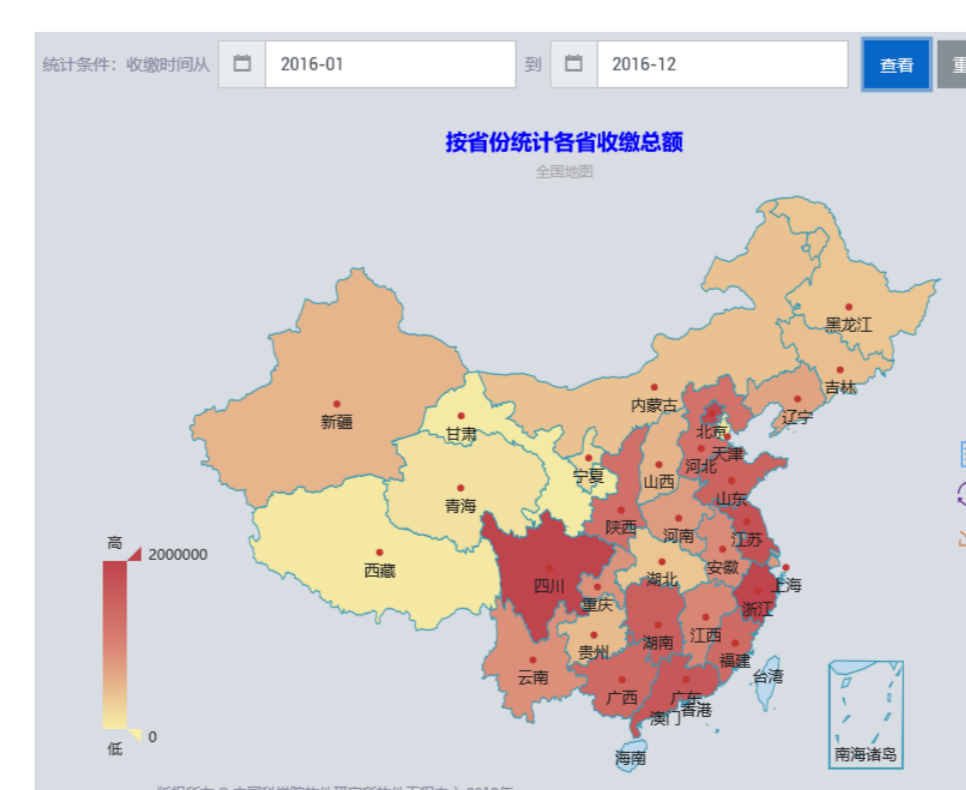 统计条件：收缴时间从 2016-01 到 2016-12 查看 重
按省份统计各省收缴总额
全国地图
黑龙江
吉林
内蒙古
辽宁
新疆
甘肃
北京
天津
河北
宁夏
山西
青海
山东
陕西
河南
江苏
高
2000000
安徽
西藏
四川
湖北
上海
重庆
浙江
湖南
江西
贵州
福建
云南
台湾
广西
广东
香港
澳门
0
低
南海诸岛
海南